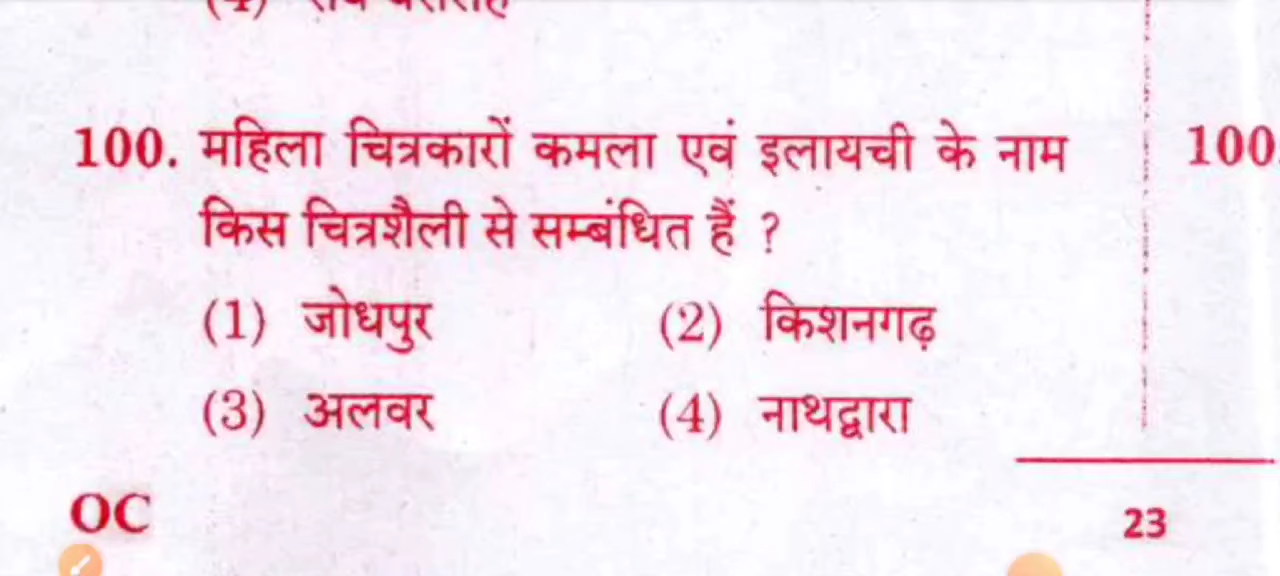 100. महिला चित्रकारों कमला एवं इलायची के नाम
किस चित्रशैली से सम्बंधित हैं ?
(1) जोधपुर (2) किशनगढ़
(3) अलवर (4) नाथद्वारा
100
OC
23